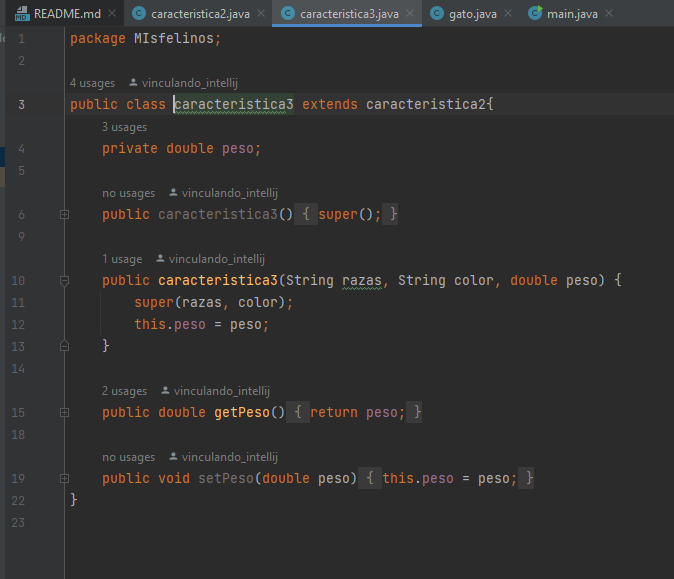 README.md caracteristica2.java caracteristica3.java gato.java main.java
1 package MIsfelinos;
2
4 usages vinculando_intellij
3 public class caracteristica3 extends caracteristica2{
3 usages
4 private double peso;
5
no usages vinculando_intellij
6 public caracteristica3() { super(); }
9
1 usage vinculando_intellij
10 public caracteristica3(String razas, String color, double peso) {
11 super(razas, color);
12 this.peso = peso;
13 }
14
2 usages vinculando_intellij
15 public double getPeso() { return peso; }
18
no usages vinculando_intellij
19 public void setPeso(double peso) { this.peso = peso; }
22 }
23